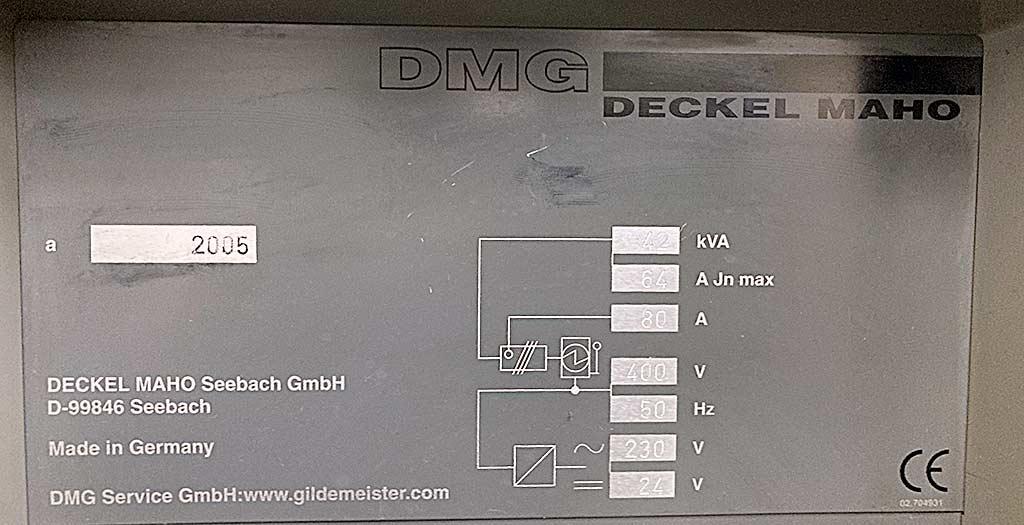 DMG
DECKEL MAHO
a 2005
42 kVA
64 A Jn max
80 A
400 V
50 Hz
230 V
24 V
DECKEL MAHO Seebach GmbH
D-99846 Seebach
Made in Germany
DMG Service GmbH:www.gildemeister.com
CE
02.704931